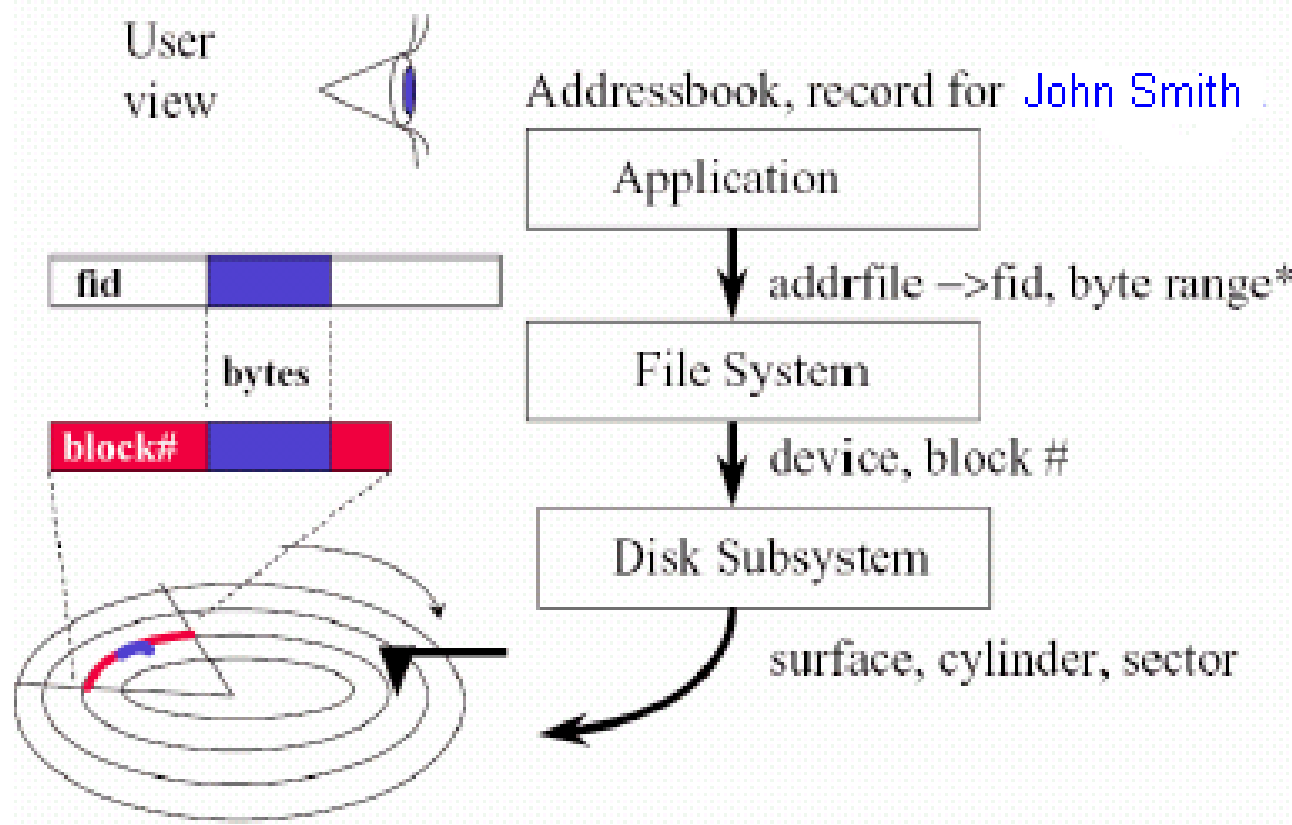 User
view
Addressbook, record for John Smith
Application
fid
addrfile –>fid, byte range*
bytes
File System
block#
device, block #
Disk Subsystem
surface, cylinder, sector